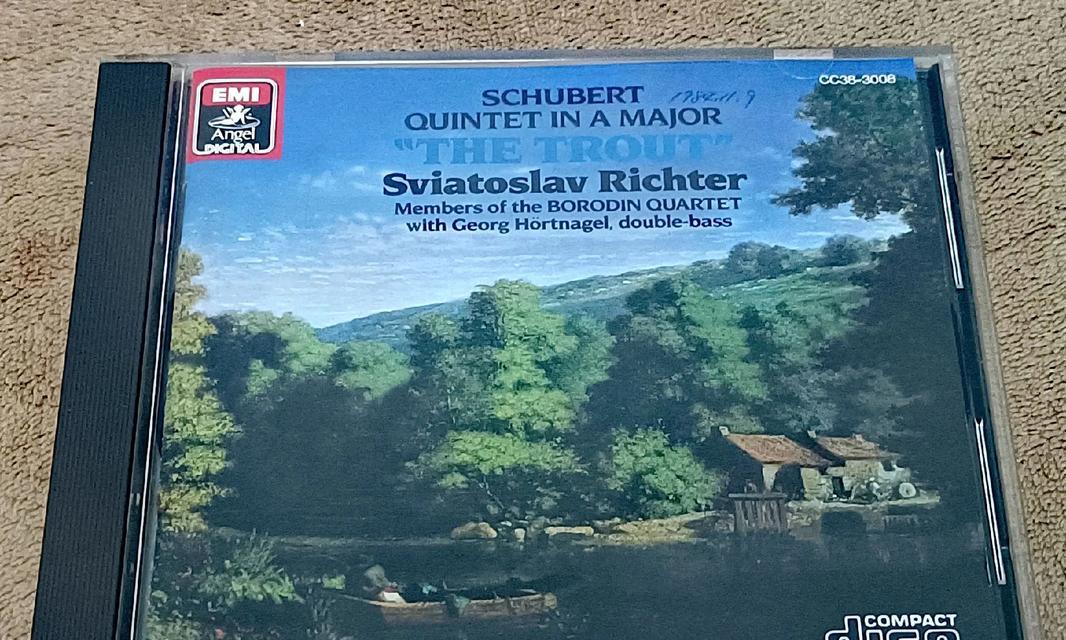 EMI
Angel
DIGITAL
CC38-3008
SCHUBERT
QUINTET IN A MAJOR
"THE TROUT"
Sviatoslav Richter
Members of the BORODIN QUARTET
with Georg Hörtnagel, double-bass
COMPACT
disc